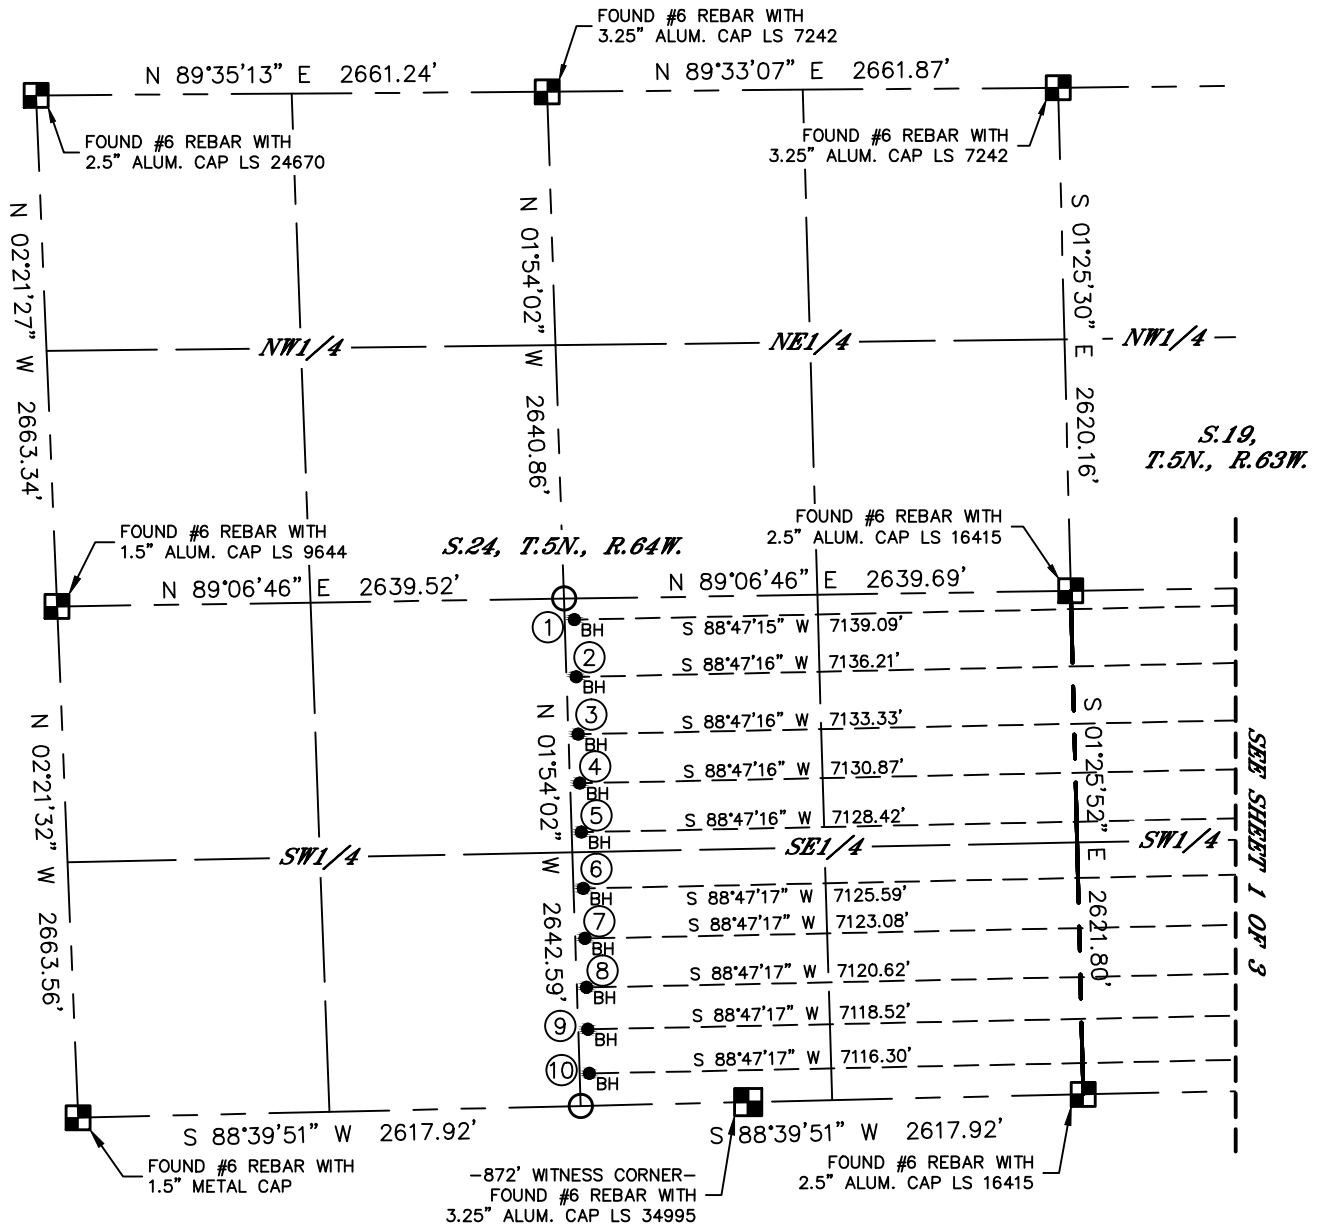 FOUND #6 REBAR WITH
3.25" ALUM. CAP LS 7242
N 89°35'13" E 2661.24'
N 89°33'07" E 2661.87'
FOUND #6 REBAR WITH
2.5" ALUM. CAP LS 24670
FOUND #6 REBAR WITH
3.25" ALUM. CAP LS 7242
N 02°21'27" W 2663.34'
N 01°54'02" W 2640.86'
S 01°25'30" E 2620.16'
NW1/4
NE1/4
NW1/4
S.19,
T.5N., R.63W.
FOUND #6 REBAR WITH
1.5" ALUM. CAP LS 9644
S.24, T.5N., R.64W.
FOUND #6 REBAR WITH
2.5" ALUM. CAP LS 16415
N 89°06'46" E 2639.52'
N 89°06'46" E 2639.69'
1 BH S 88°47'15" W 7139.09'
2 BH S 88°47'16" W 7136.21'
3 BH S 88°47'16" W 7133.33'
4 BH S 88°47'16" W 7130.87'
5 BH S 88°47'16" W 7128.42'
6 BH S 88°47'17" W 7125.59'
7 BH S 88°47'17" W 7123.08'
8 BH S 88°47'17" W 7120.62'
9 BH S 88°47'17" W 7118.52'
10 BH S 88°47'17" W 7116.30'
N 02°21'32" W 2663.56'
N 01°54'02" W 2642.59'
S 01°25'52" E 2621.80'
SEE SHEET 1 OF 3
SW1/4
SE1/4
SW1/4
S 88°39'51" W 2617.92'
S 88°39'51" W 2617.92'
FOUND #6 REBAR WITH
1.5" METAL CAP
-872' WITNESS CORNER-
FOUND #6 REBAR WITH
3.25" ALUM. CAP LS 34995
FOUND #6 REBAR WITH
2.5" ALUM. CAP LS 16415